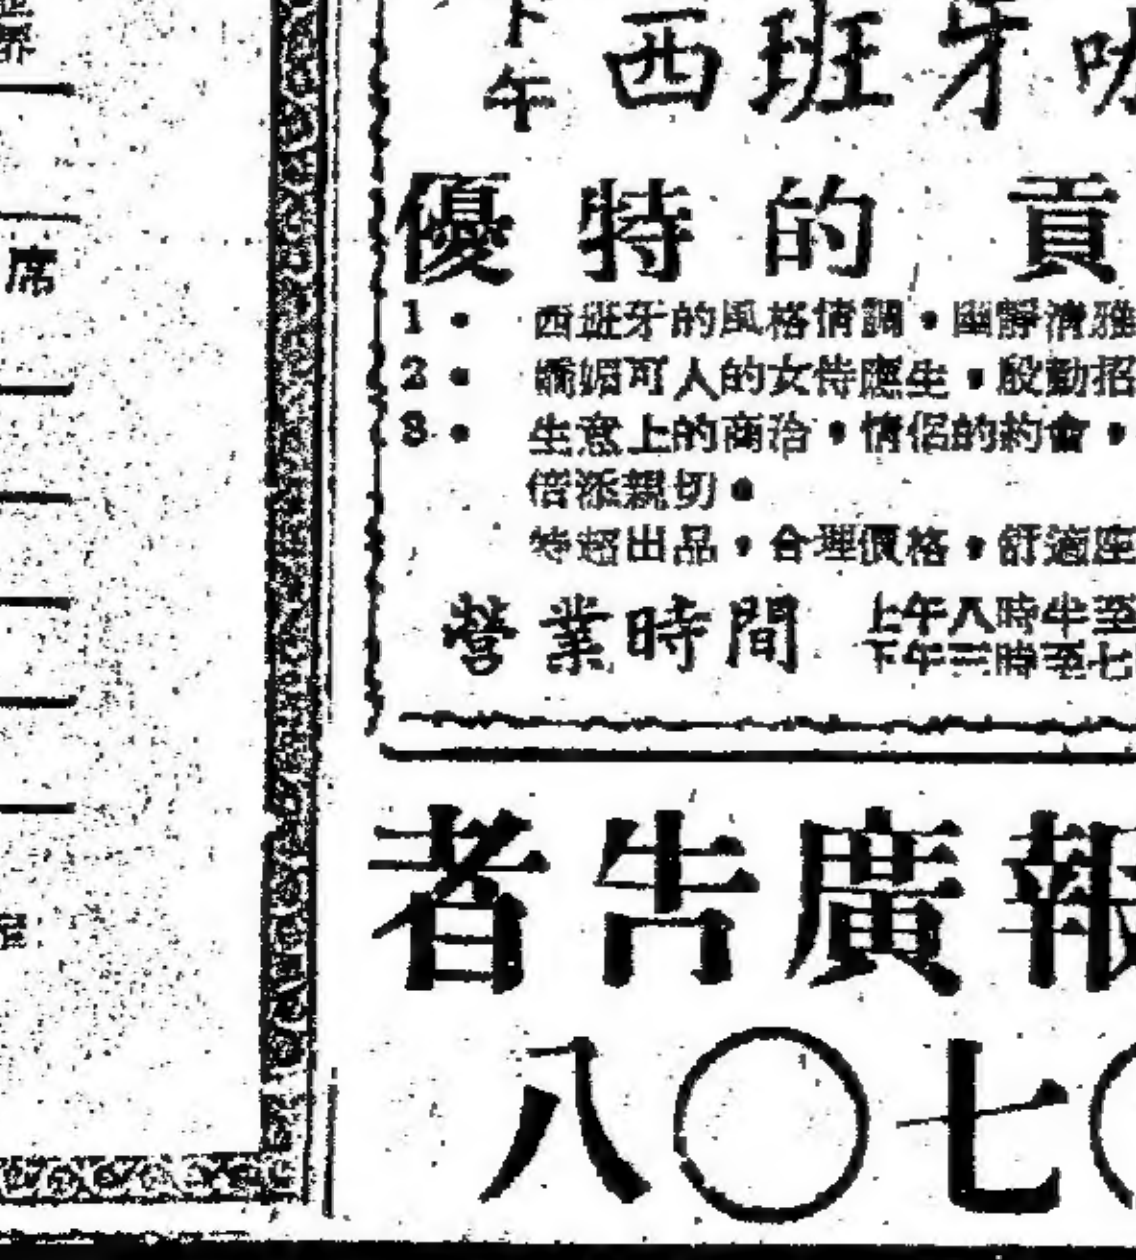 界
席
下午
西班牙咖
優特的貢
1・ 西班牙的風格情調・幽靜清雅
2・ 嬌媚可人的女侍應生・殷勤招
3・ 生意上的商洽・情侶的約會・
倍添親切・
特超出品・合理價格・舒適座
營業時間
上午八時半至
下午三時至七
者告廣報
八〇七〇